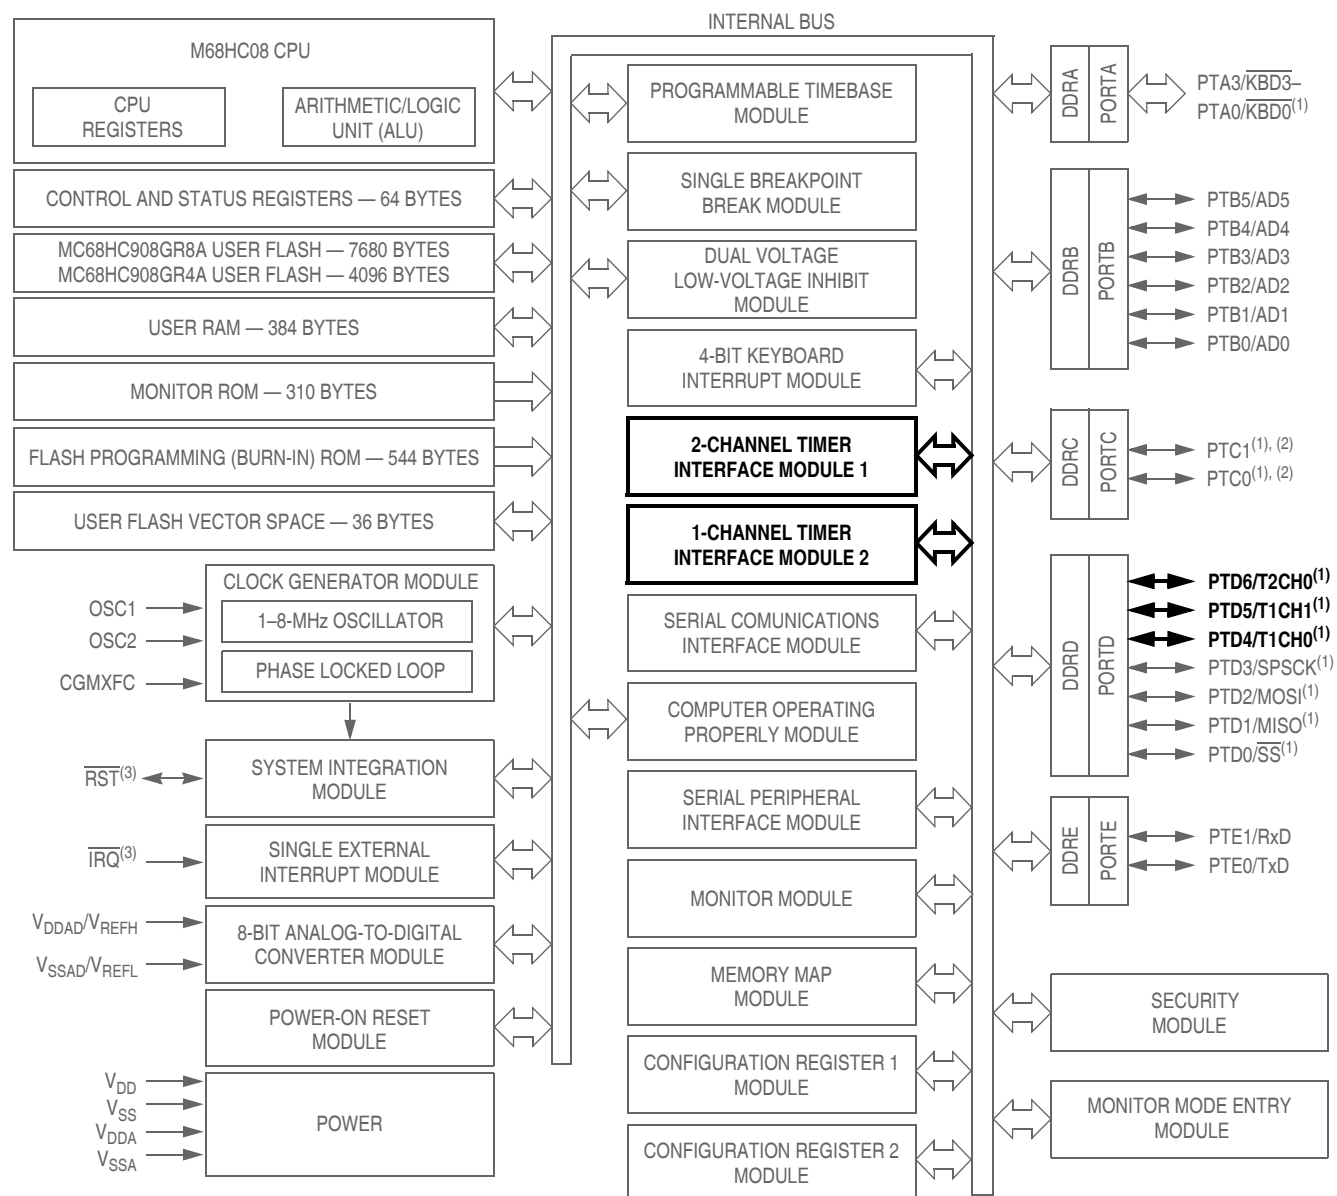 INTERNAL BUS
M68HC08 CPU
CPU
REGISTERS
ARITHMETIC/LOGIC
UNIT (ALU)
CONTROL AND STATUS REGISTERS — 64 BYTES
MC68HC908GR8A USER FLASH — 7680 BYTES
MC68HC908GR4A USER FLASH — 4096 BYTES
USER RAM — 384 BYTES
MONITOR ROM — 310 BYTES
FLASH PROGRAMMING (BURN-IN) ROM — 544 BYTES
USER FLASH VECTOR SPACE — 36 BYTES
CLOCK GENERATOR MODULE
1–8-MHz OSCILLATOR
PHASE LOCKED LOOP
OSC1
OSC2
CGMXFC
SYSTEM INTEGRATION
MODULE
RST(3)
SINGLE EXTERNAL
INTERRUPT MODULE
IRQ(3)
8-BIT ANALOG-TO-DIGITAL
CONVERTER MODULE
VDDAD/VREFH
VSSAD/VREFL
POWER-ON RESET
MODULE
POWER
VDD
VSS
VDDA
VSSA
PROGRAMMABLE TIMEBASE
MODULE
SINGLE BREAKPOINT
BREAK MODULE
DUAL VOLTAGE
LOW-VOLTAGE INHIBIT
MODULE
4-BIT KEYBOARD
INTERRUPT MODULE
2-CHANNEL TIMER
INTERFACE MODULE 1
1-CHANNEL TIMER
INTERFACE MODULE 2
SERIAL COMUNICATIONS
INTERFACE MODULE
COMPUTER OPERATING
PROPERLY MODULE
SERIAL PERIPHERAL
INTERFACE MODULE
MONITOR MODULE
MEMORY MAP
MODULE
CONFIGURATION REGISTER 1
MODULE
CONFIGURATION REGISTER 2
MODULE
DDRA
PORTA
PTA3/KBD3–
PTA0/KBD0(1)
DDRB
PORTB
PTB5/AD5
PTB4/AD4
PTB3/AD3
PTB2/AD2
PTB1/AD1
PTB0/AD0
DDRC
PORTC
PTC1(1), (2)
PTC0(1), (2)
DDRD
PORTD
PTD6/T2CH0(1)
PTD5/T1CH1(1)
PTD4/T1CH0(1)
PTD3/SPSCK(1)
PTD2/MOSI(1)
PTD1/MISO(1)
PTD0/SS(1)
DDRE
PORTE
PTE1/RxD
PTE0/TxD
SECURITY
MODULE
MONITOR MODE ENTRY
MODULE